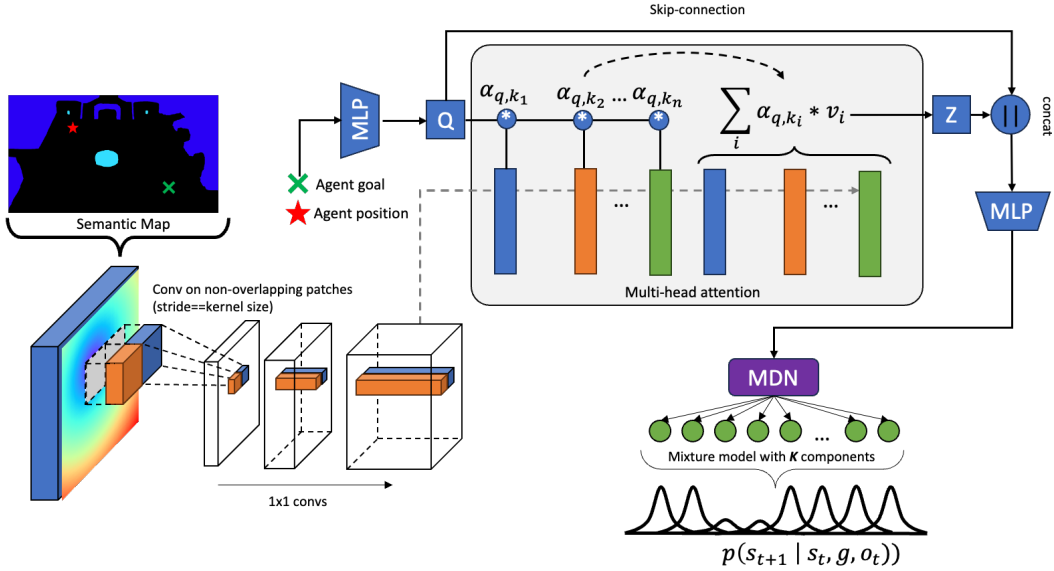 Skip-connection
MLP
Q
α_{q,k_1}
α_{q,k_2} ... α_{q,k_n}
*
*
*
∑_i α_{q,k_i} * v_i
Z
||
concat
Agent goal
Agent position
...
...
MLP
Multi-head attention
Semantic Map
Conv on non-overlapping patches
(stride==kernel size)
1x1 convs
MDN
...
Mixture model with K components
p(s_{t+1} | s_t, g, o_t))